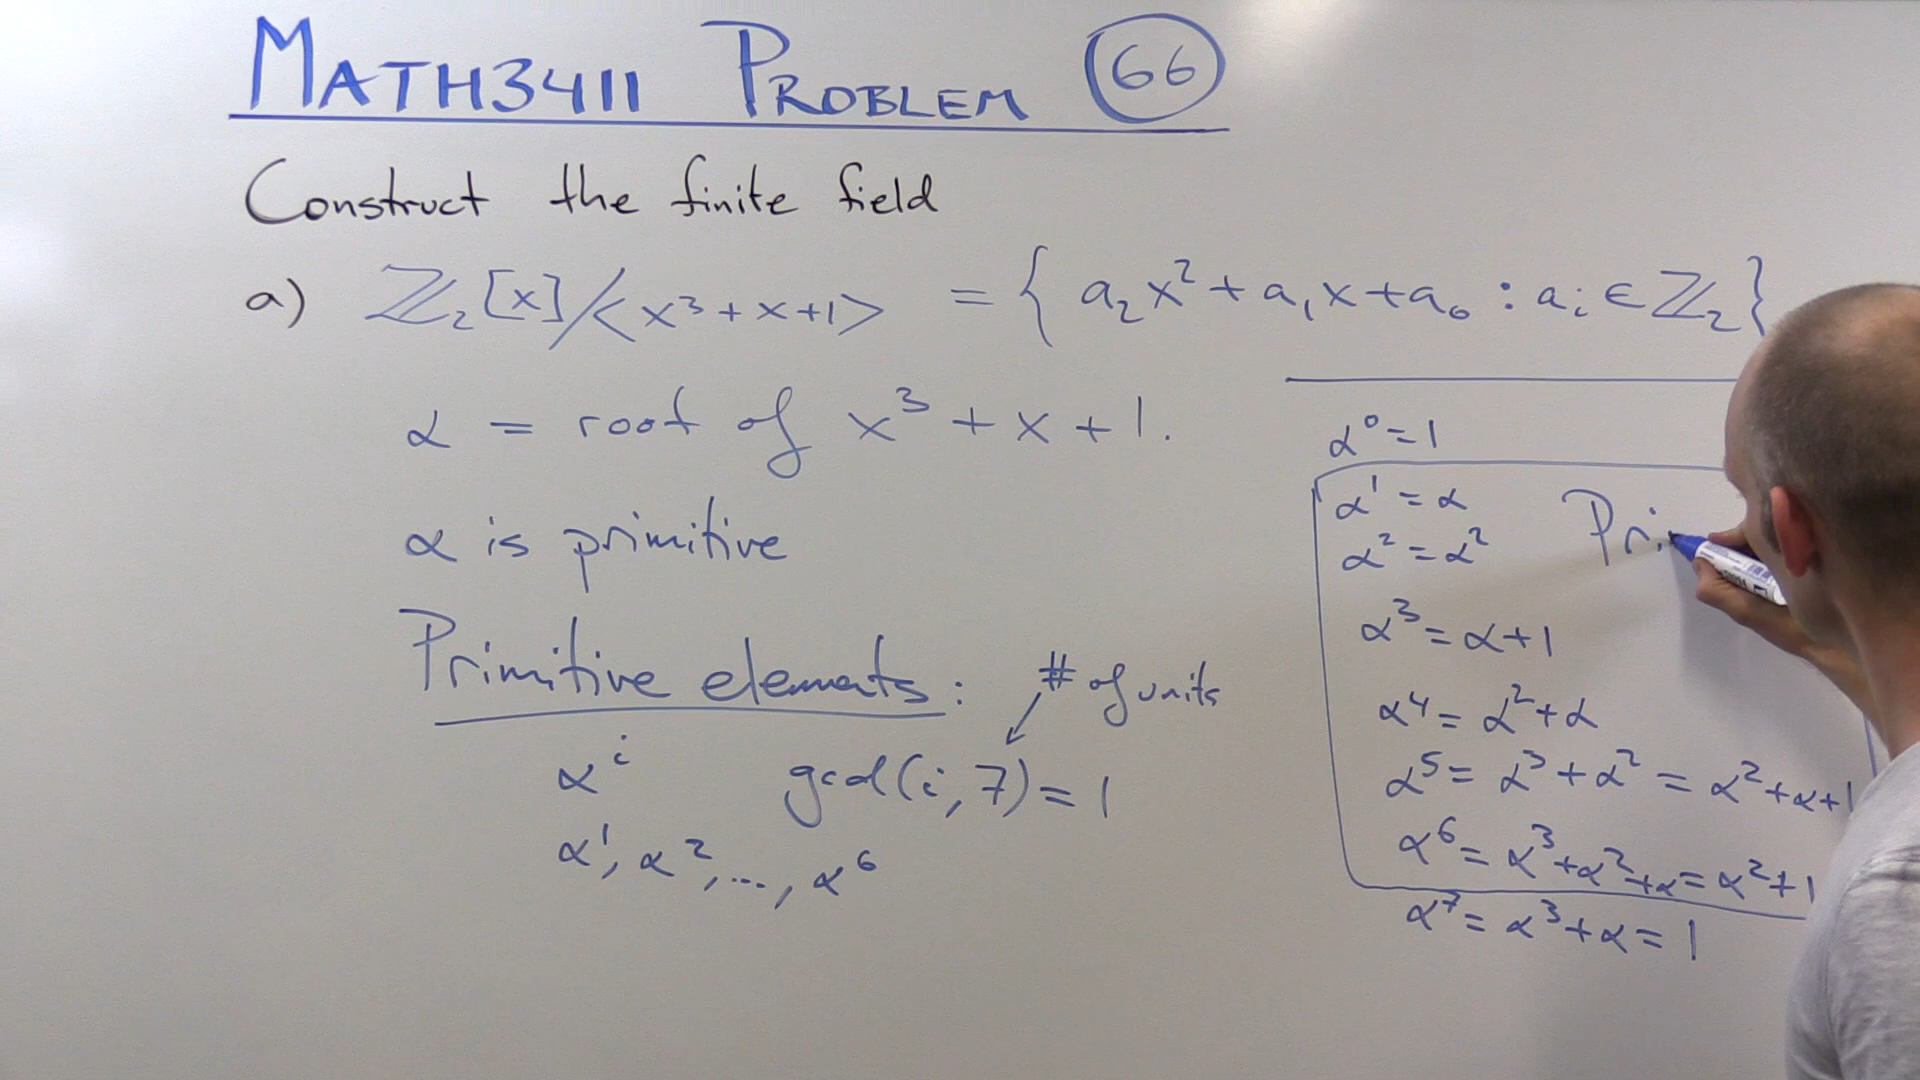 MATH3411 PROBLEM 66
Construct the finite field
a) ℤ₂[x]/<x³+x+1> = { a₂x²+a₁x+a₀ : aᵢ∈ℤ₂}
α = root of x³+x+1.
α is primitive
Primitive elements: # of units
αⁱ gcd(i,7)=1
α¹, α²,..., α⁶
α⁰=1
α¹=α
α²=α²
Pri
α³=α+1
α⁴=α²+α
α⁵=α³+α²=α²+α+1
α⁶=α³+α²+α=α²+1
α⁷=α³+α=1